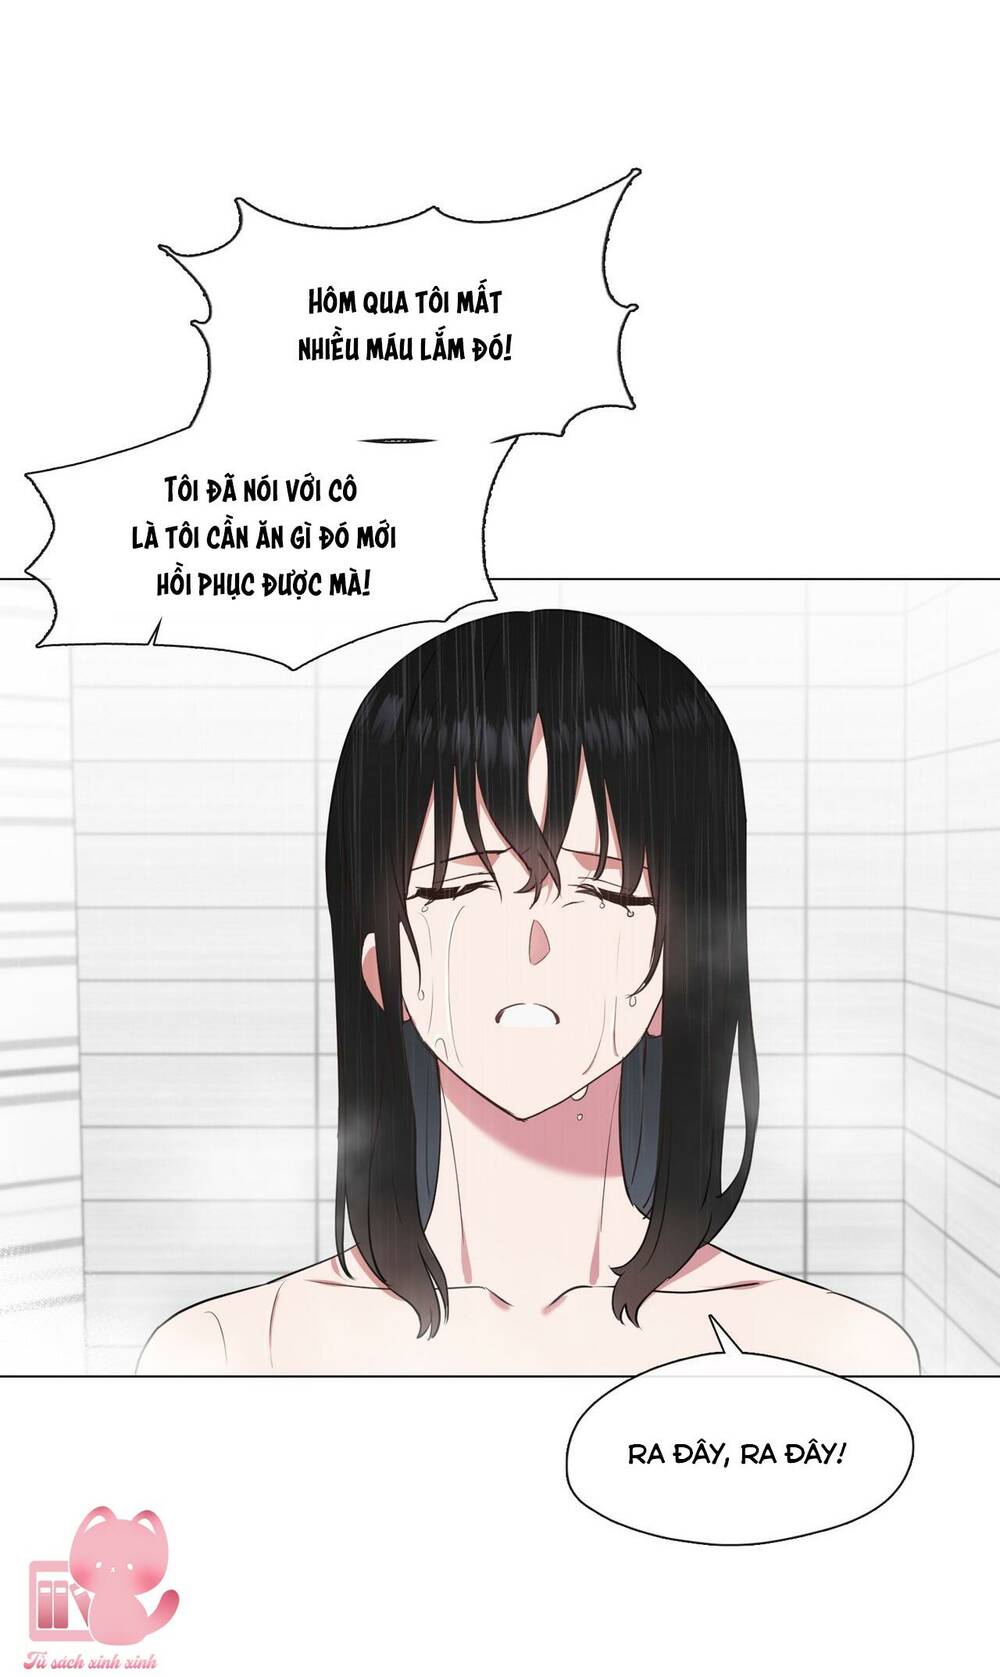 HÔM QUA TÔI MẤT
NHIỀU MÁU LẮM ĐÓ!
TÔI ĐÃ NÓI VỚI CÔ
LÀ TÔI CẦN ĂN GÌ ĐÓ MỚI
HỒI PHỤC ĐƯỢC MÀ!
RA ĐÂY, RA ĐÂY!
Tủ sách xinh xinh